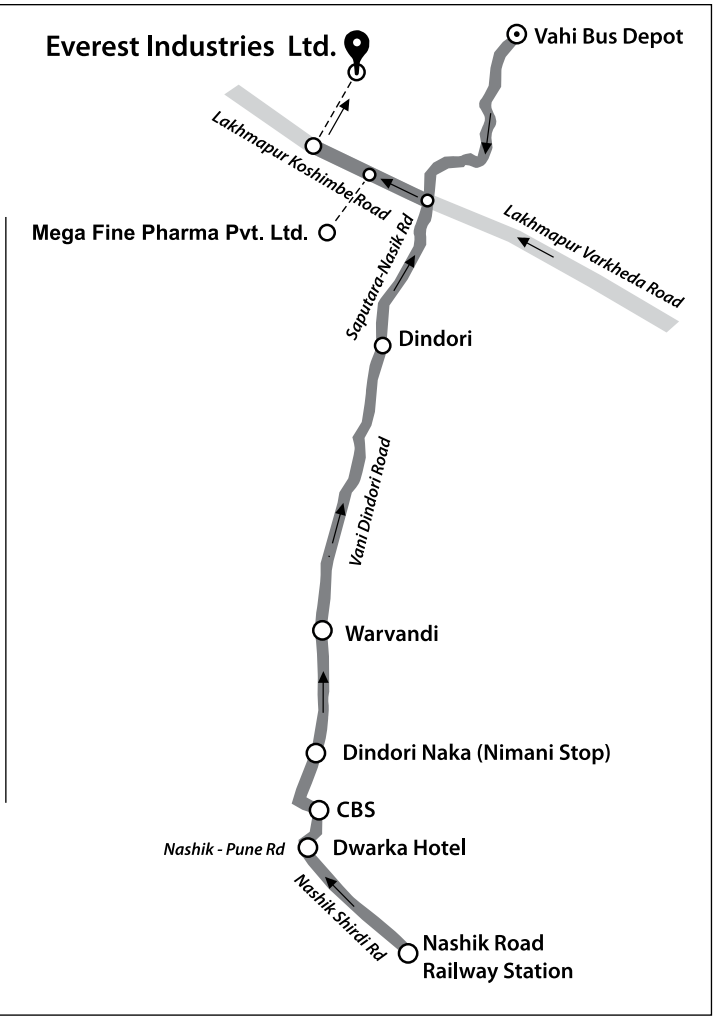 Everest Industries Ltd.
Vahi Bus Depot
Lakhmapur Koshimbe Road
Mega Fine Pharma Pvt. Ltd.
Lakhmapur Varkheda Road
Saputara-Nasik Rd
Dindori
Vani Dindori Road
Warvandi
Dindori Naka (Nimani Stop)
CBS
Nashik - Pune Rd
Dwarka Hotel
Nashik Shirdi Rd
Nashik Road
Railway Station